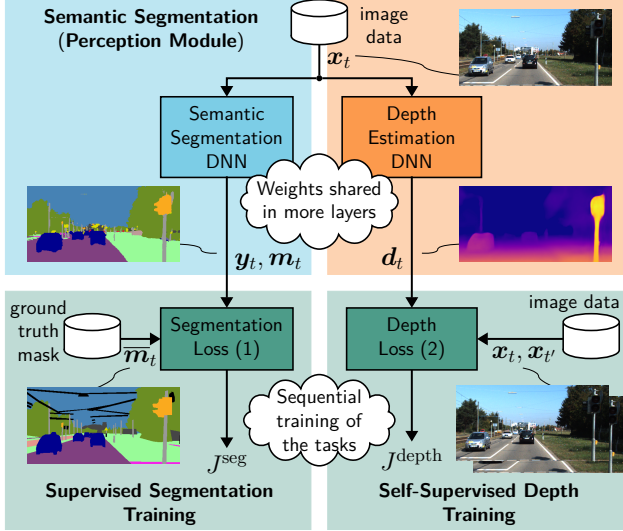 Semantic Segmentation
(Perception Module)
image
data
x_t
Semantic
Segmentation
DNN
Depth
Estimation
DNN
Weights shared
in more layers
y_t, m_t
d_t
ground
truth
mask
m̅_t
Segmentation
Loss (1)
Depth
Loss (2)
image data
x_t, x_t′
Sequential
training of
the tasks
J^seg
J^depth
Supervised Segmentation
Training
Self-Supervised Depth
Training